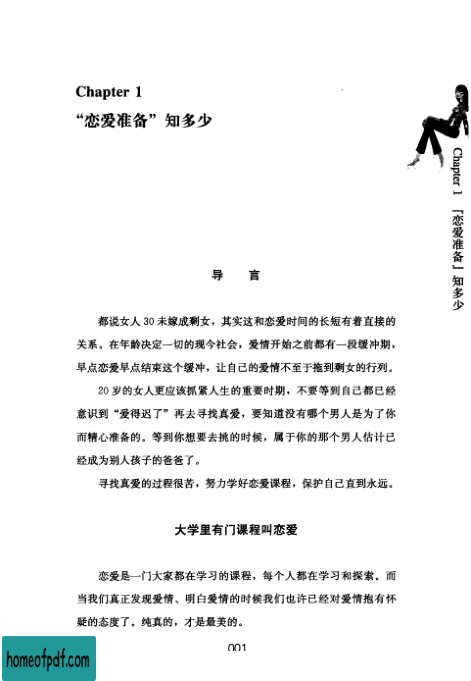 Chapter 1
“恋爱准备”知多少
Chapter 1 「恋爱准备」知多少
导 言
都说女人 30 未嫁成剩女，其实这和恋爱时间的长短有着直接的
关系。在年龄决定一切的现今社会，爱情开始之前都有一段缓冲期，
早点恋爱早点结束这个缓冲，让自己的爱情不至于拖到剩女的行列。
20 岁的女人更应该抓紧人生的重要时期，不要等到自己都已经
意识到“爱得迟了”再去寻找真爱，要知道没有哪个男人是为了你
而精心准备的。等到你想要去挑的时候，属于你的那个男人估计已
经成为别人孩子的爸爸了。
寻找真爱的过程很苦，努力学好恋爱课程，保护自己直到永远。
大学里有门课程叫恋爱
恋爱是一门大家都在学习的课程，每个人都在学习和探索。而
当我们真正发现爱情、明白爱情的时候我们也许已经对爱情抱有怀
疑的态度了。纯真的，才是最美的。
001
homeofpdf.com